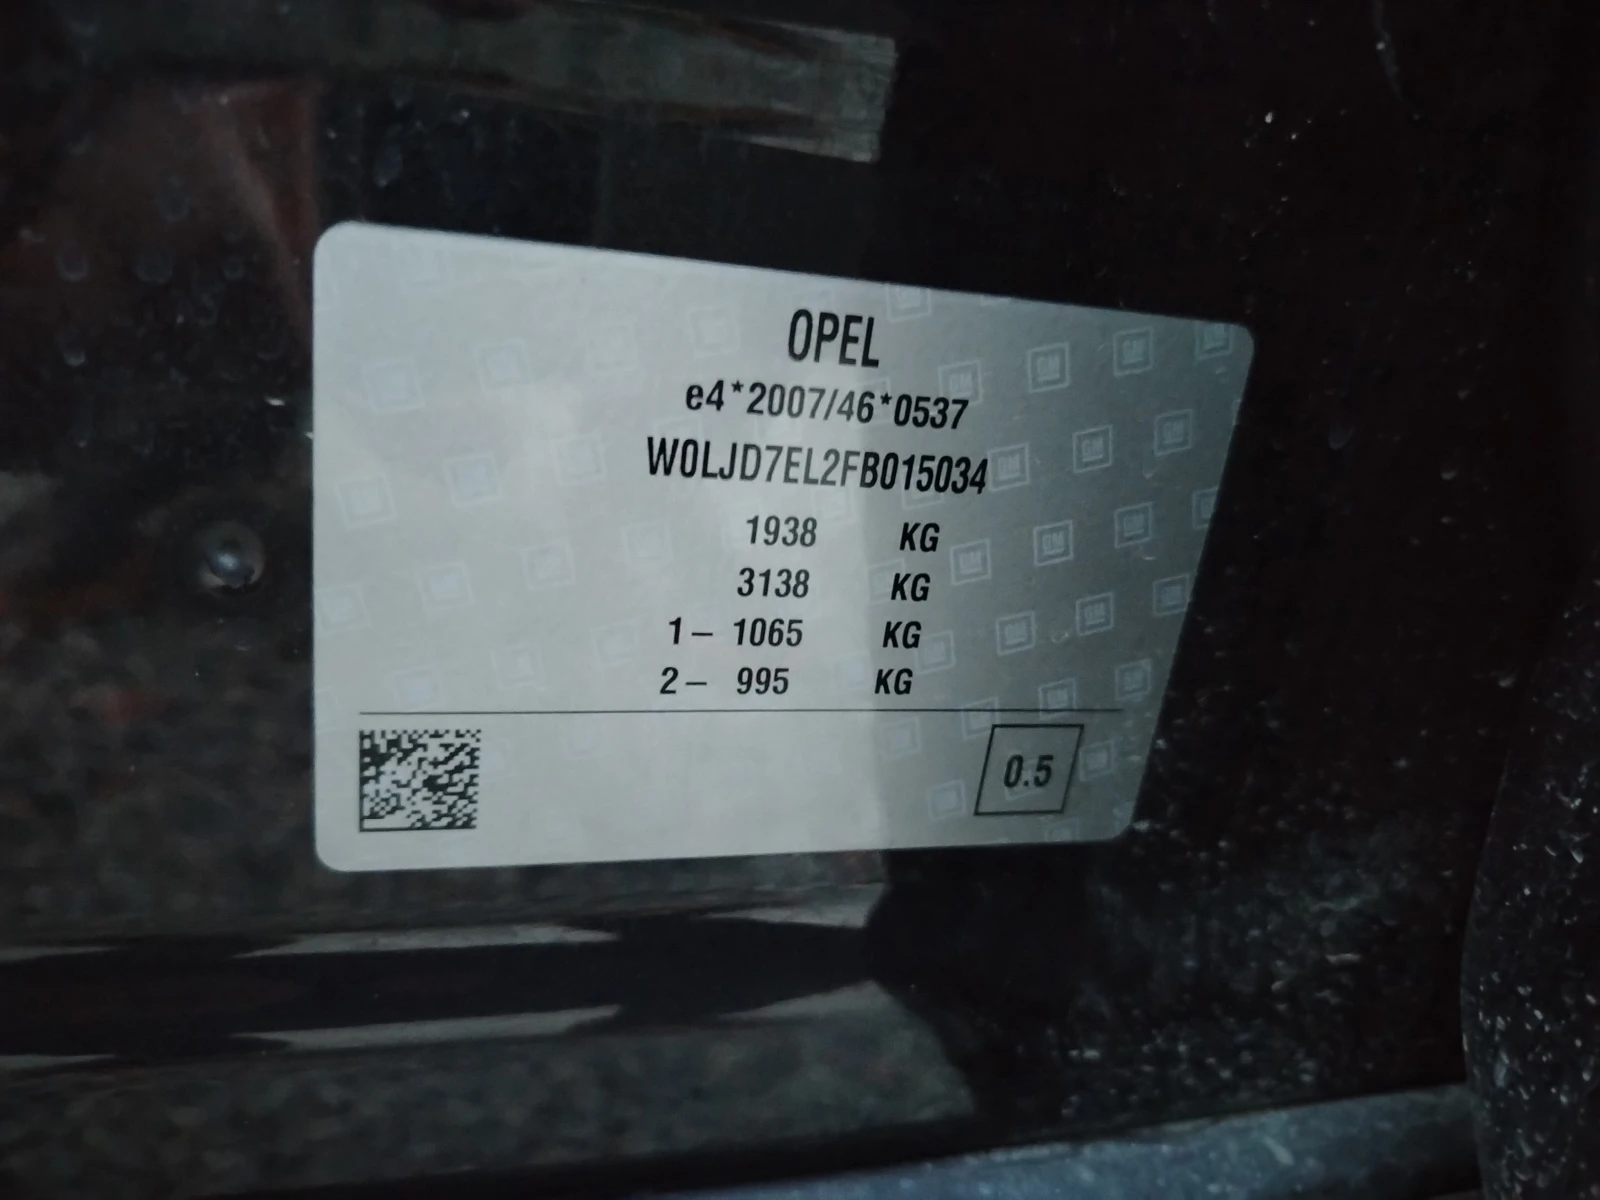 OPEL
e4*2007/46*0537
W0LJD7EL2FB015034
1938 KG
3138 KG
1– 1065 KG
2– 995 KG
0.5